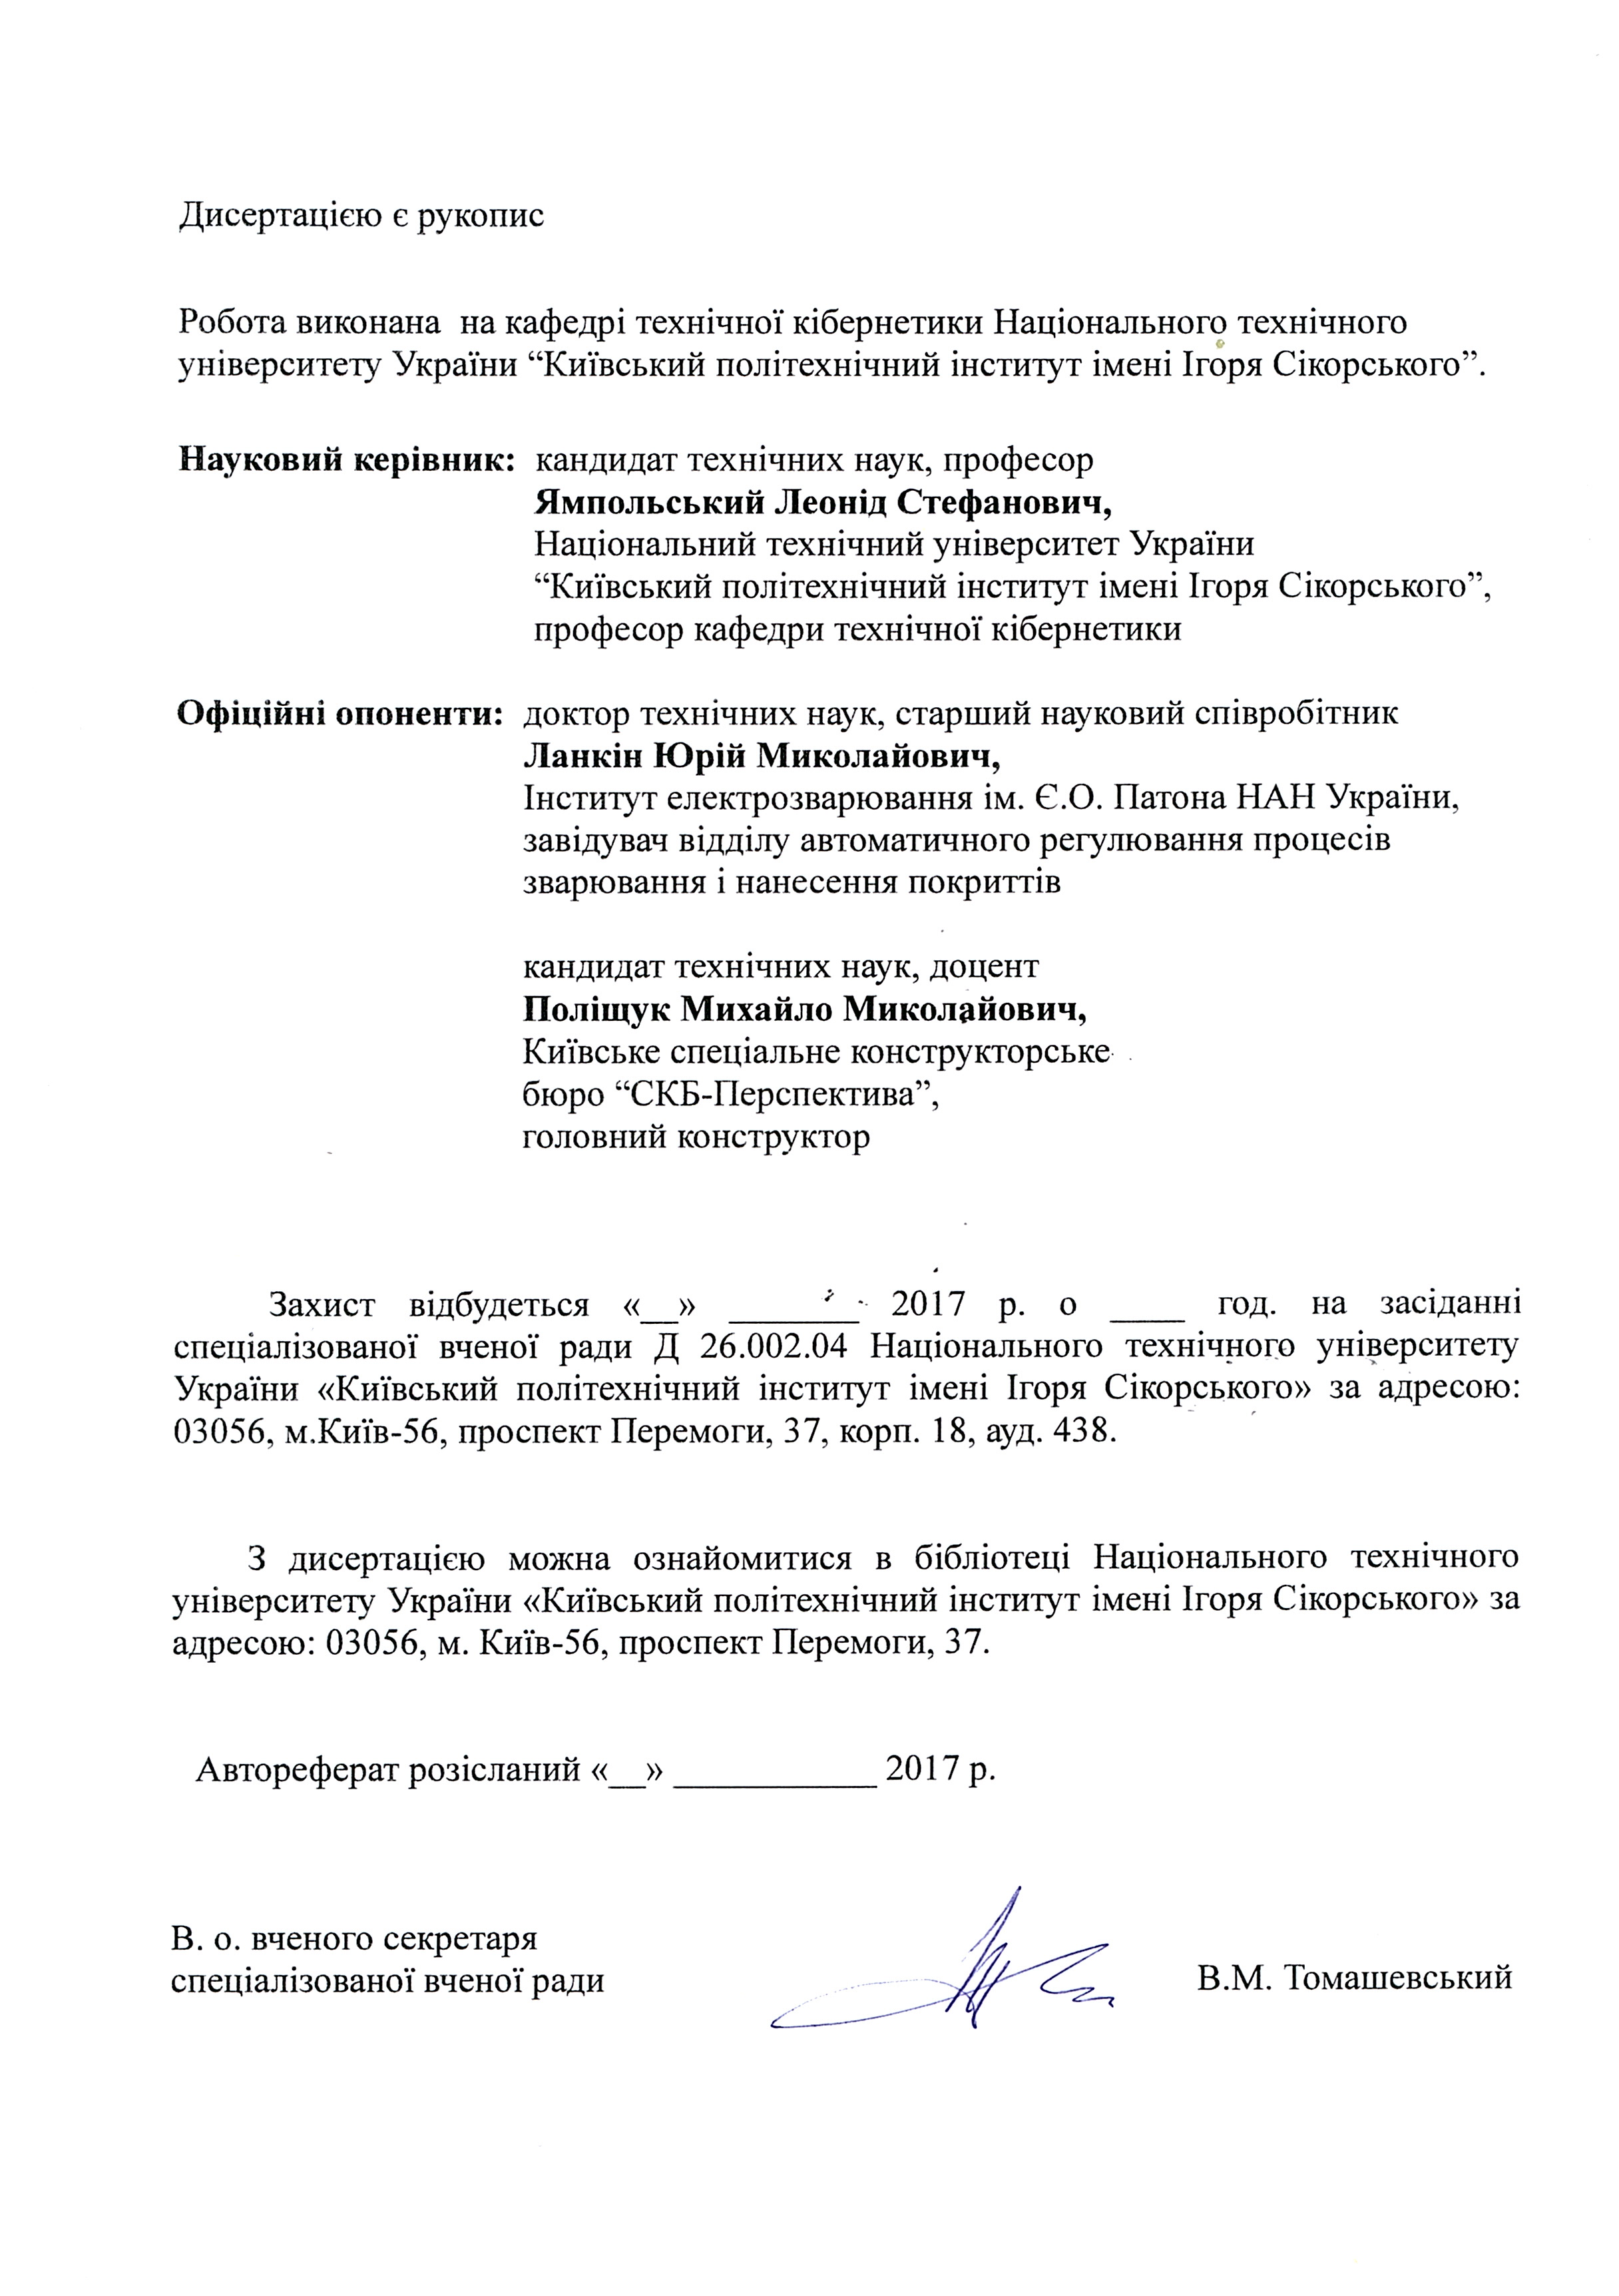 Дисертацією є рукопис
Робота виконана на кафедрі технічної кібернетики Національного технічного
університету України “Київський політехнічний інститут імені Ігоря Сікорського”.
Науковий керівник: кандидат технічних наук, професор
Ямпольський Леонід Стефанович,
Національний технічний університет України
“Київський політехнічний інститут імені Ігоря Сікорського”,
професор кафедри технічної кібернетики
Офіційні опоненти: доктор технічних наук, старший науковий співробітник
Ланкін Юрій Миколайович,
Інститут електрозварювання ім. Є.О. Патона НАН України,
завідувач відділу автоматичного регулювання процесів
зварювання і нанесення покриттів
кандидат технічних наук, доцент
Поліщук Михайло Миколайович,
Київське спеціальне конструкторське
бюро “СКБ-Перспектива”,
головний конструктор
Захист відбудеться «__» _______ 2017 р. о ____ год. на засіданні
спеціалізованої вченої ради Д 26.002.04 Національного технічного університету
України «Київський політехнічний інститут імені Ігоря Сікорського» за адресою:
03056, м.Київ-56, проспект Перемоги, 37, корп. 18, ауд. 438.
З дисертацією можна ознайомитися в бібліотеці Національного технічного
університету України «Київський політехнічний інститут імені Ігоря Сікорського» за
адресою: 03056, м. Київ-56, проспект Перемоги, 37.
Автореферат розісланий «__» ___________ 2017 р.
В. о. вченого секретаря
спеціалізованої вченої ради В.М. Томашевський